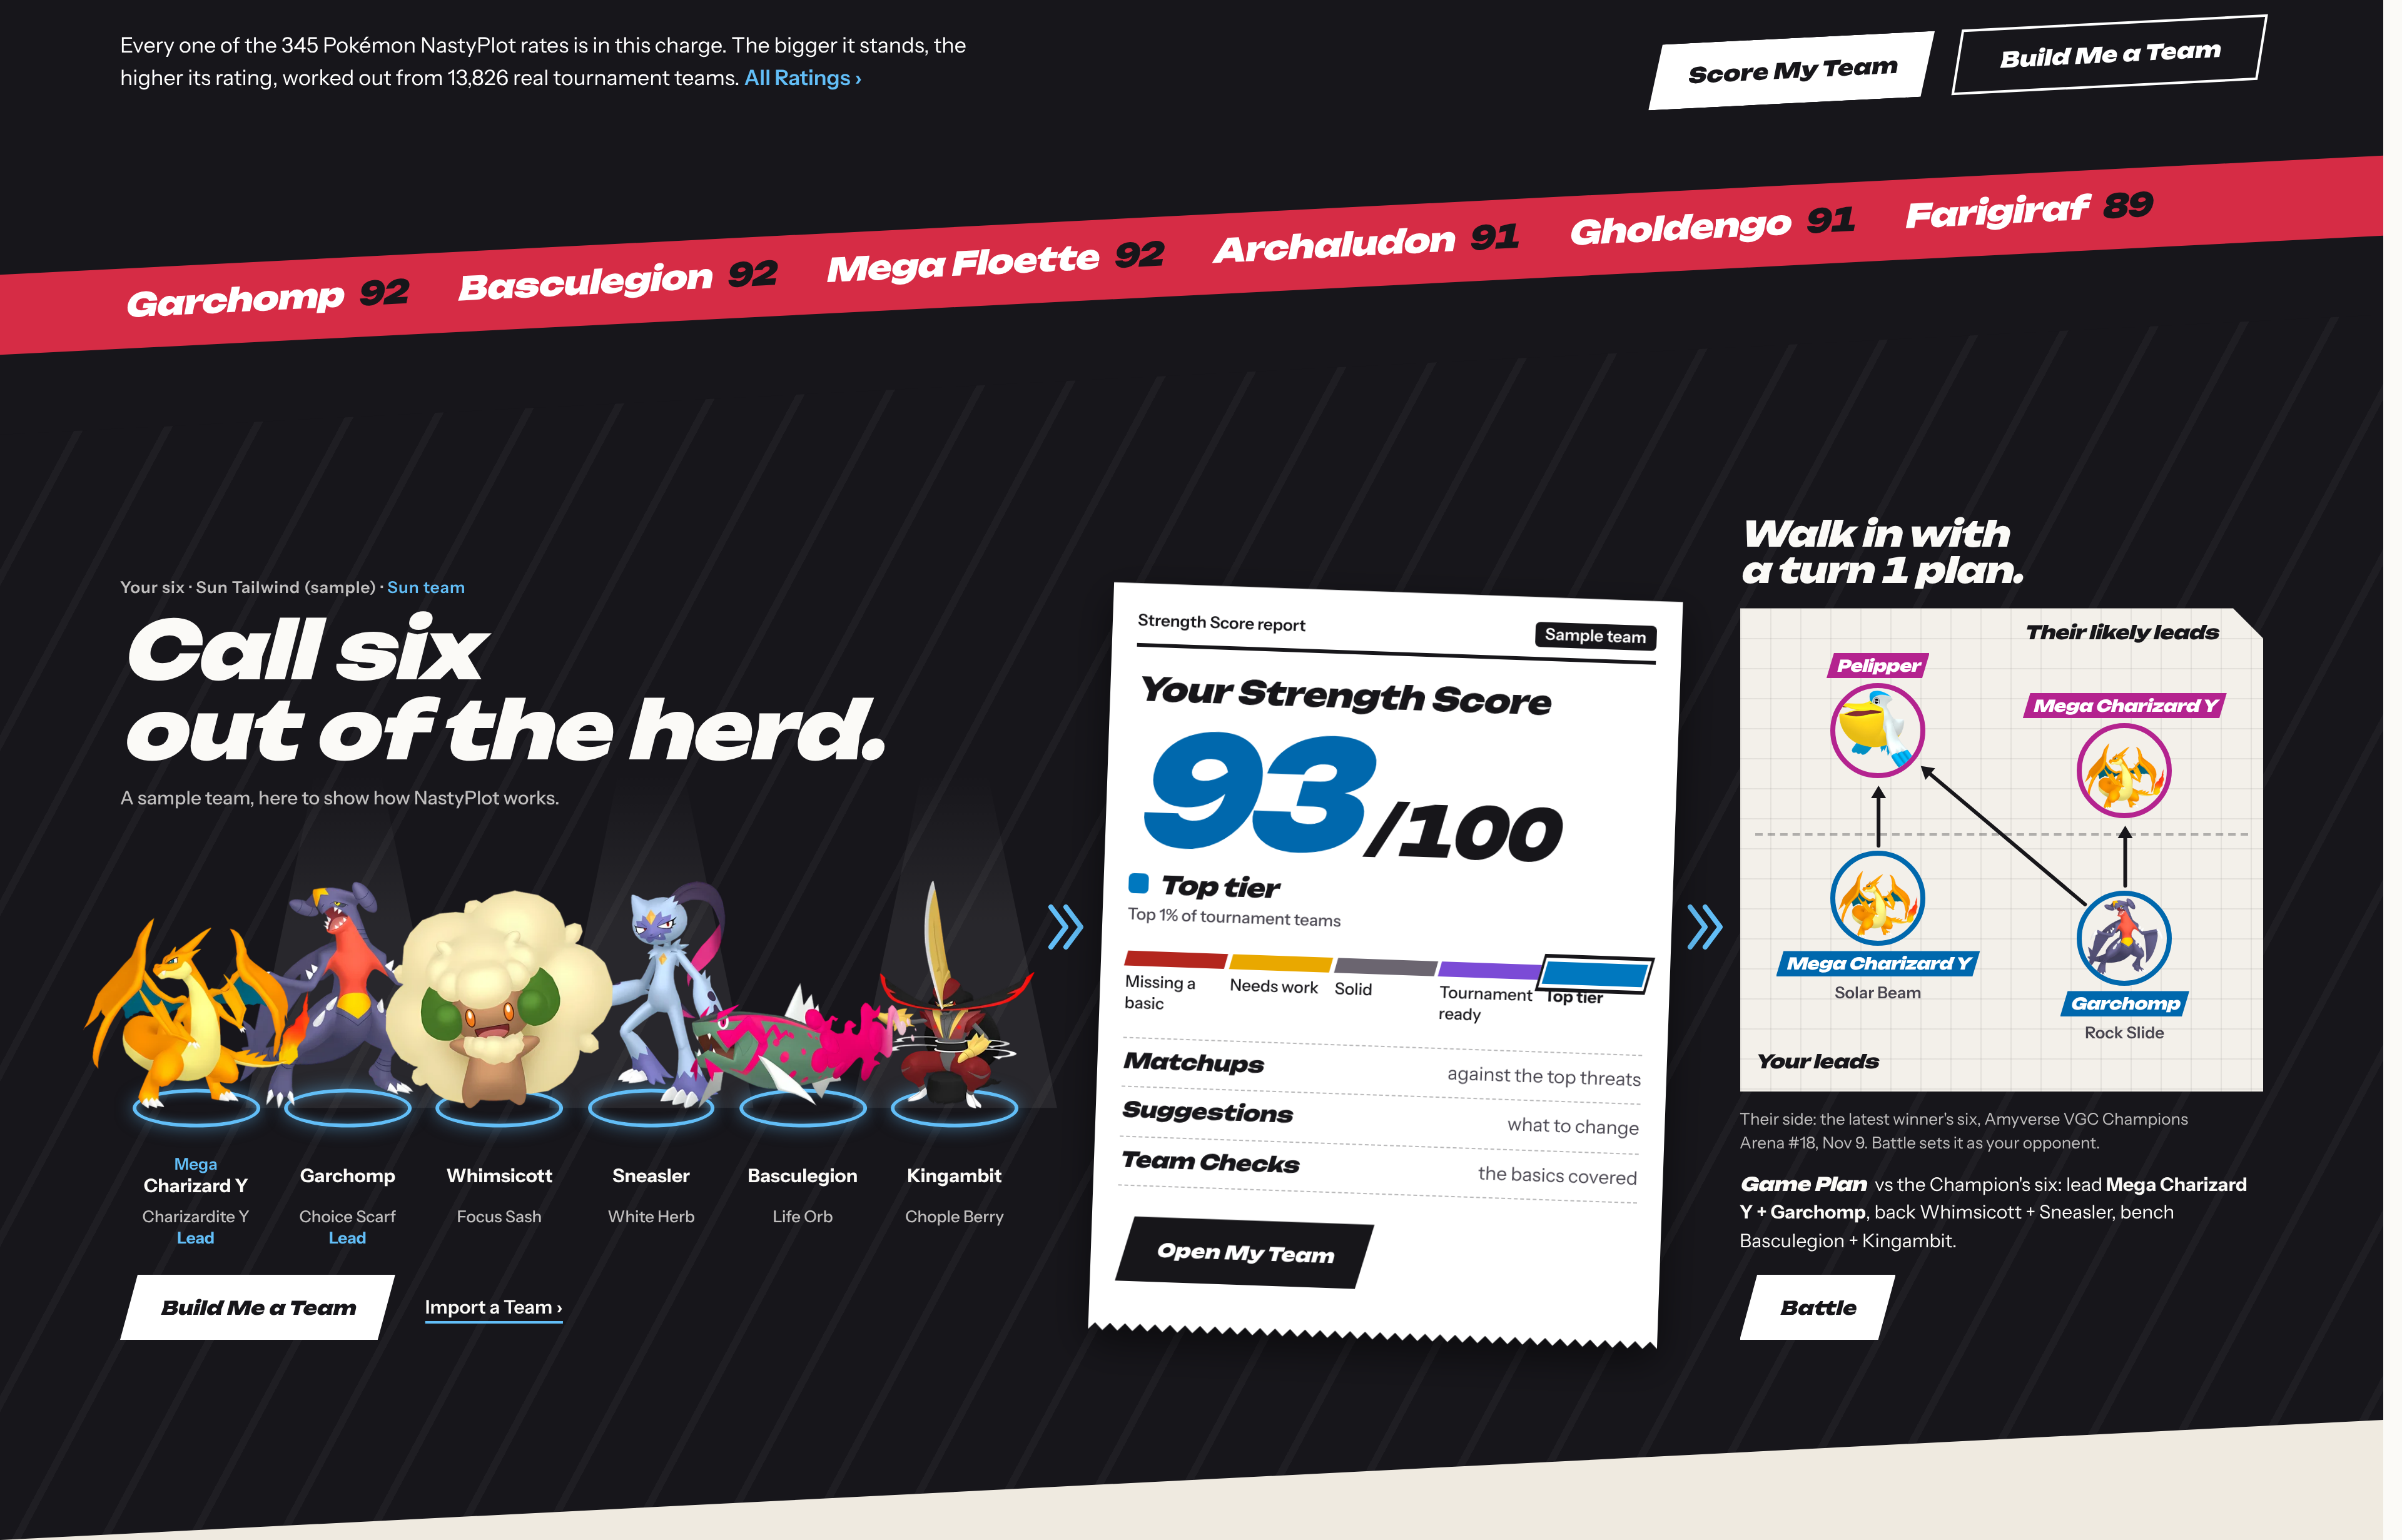 Every one of the 345 Pokémon NastyPlot rates is in this charge. The bigger it stands, the
higher its rating, worked out from 13,826 real tournament teams. All Ratings ›
Score My Team
Build Me a Team
Garchomp 92
Basculegion 92
Mega Floette 92
Archaludon 91
Gholdengo 91
Farigiraf 89
Your six · Sun Tailwind (sample) · Sun team
Call six
out of the herd.
A sample team, here to show how NastyPlot works.
Mega
Charizard Y
Charizardite Y
Lead
Garchomp
Choice Scarf
Lead
Whimsicott
Focus Sash
Sneasler
White Herb
Basculegion
Life Orb
Kingambit
Chople Berry
Build Me a Team
Import a Team ›
Strength Score report
Sample team
Your Strength Score
93/100
Top tier
Top 1% of tournament teams
Missing a
basic
Needs work
Solid
Tournament
ready
Top tier
Matchups
against the top threats
Suggestions
what to change
Team Checks
the basics covered
Open My Team
Walk in with
a turn 1 plan.
Their likely leads
Pelipper
Mega Charizard Y
Mega Charizard Y
Solar Beam
Garchomp
Rock Slide
Your leads
Their side: the latest winner's six, Amyverse VGC Champions
Arena #18, Nov 9. Battle sets it as your opponent.
Game Plan vs the Champion's six: lead Mega Charizard
Y + Garchomp, back Whimsicott + Sneasler, bench
Basculegion + Kingambit.
Battle